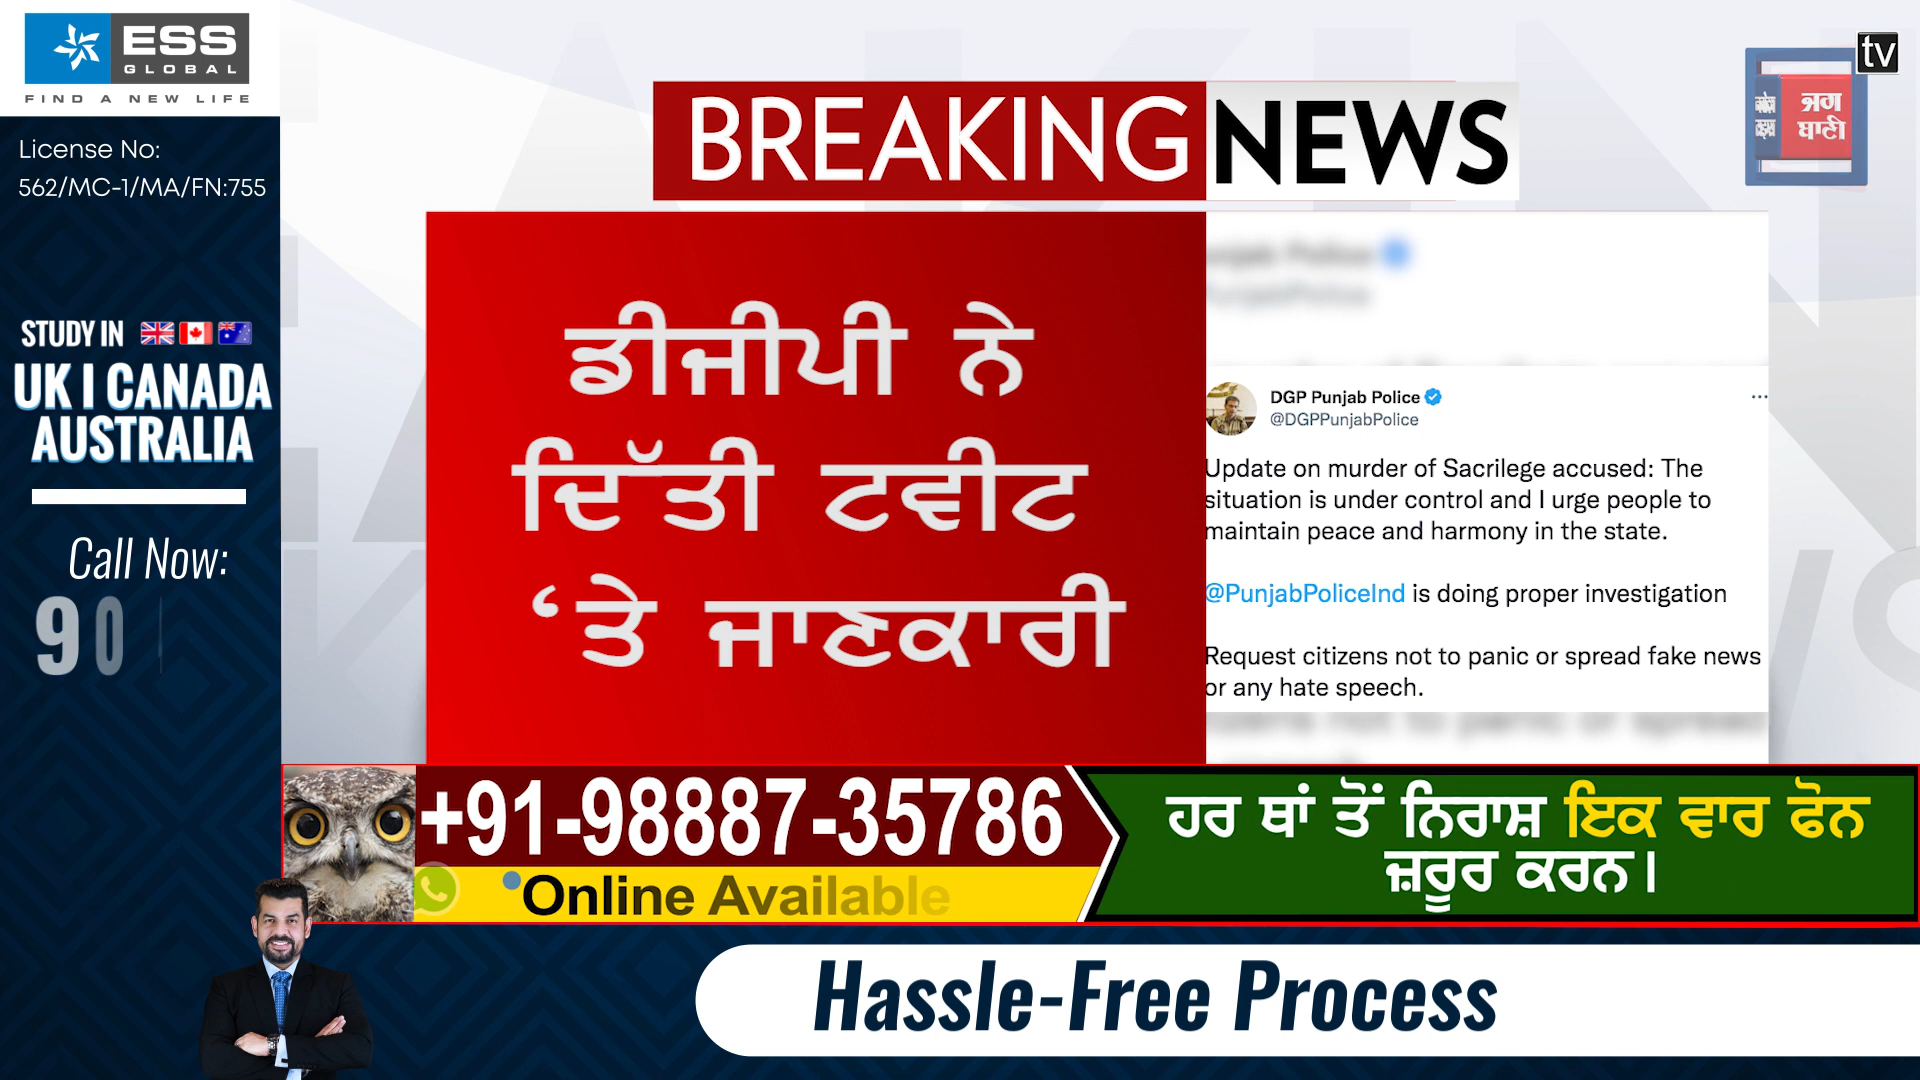 ESS
GLOBAL
FIND A NEW LIFE
License No:
562/MC-1/MA/FN:755
STUDY IN
UK I CANADA
AUSTRALIA
Call Now:
90
BREAKING NEWS
tv
ਜਗ
ਬਾਣੀ
ਡੀਜੀਪੀ ਨੇ
ਦਿੱਤੀ ਟਵੀਟ
‘ਤੇ ਜਾਣਕਾਰੀ
DGP Punjab Police
@DGPPunjabPolice
Update on murder of Sacrilege accused: The
situation is under control and I urge people to
maintain peace and harmony in the state.
@PunjabPoliceInd is doing proper investigation
Request citizens not to panic or spread fake news
or any hate speech.
+91-98887-35786
Online Available
ਹਰ ਥਾਂ ਤੋਂ ਨਿਰਾਸ਼ ਇਕ ਵਾਰ ਫੋਨ
ਜ਼ਰੂਰ ਕਰਨ।
Hassle-Free Process